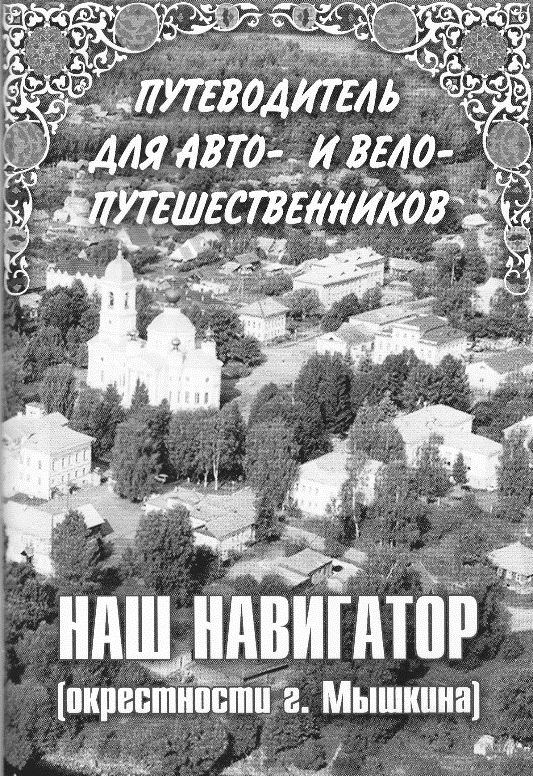 ПУТЕВОДИТЕЛЬ
ДЛЯ АВТО- И ВЕЛО-
ПУТЕШЕСТВЕННИКОВ
НАШ НАВИГАТОР
(окрестности г. Мышкина)